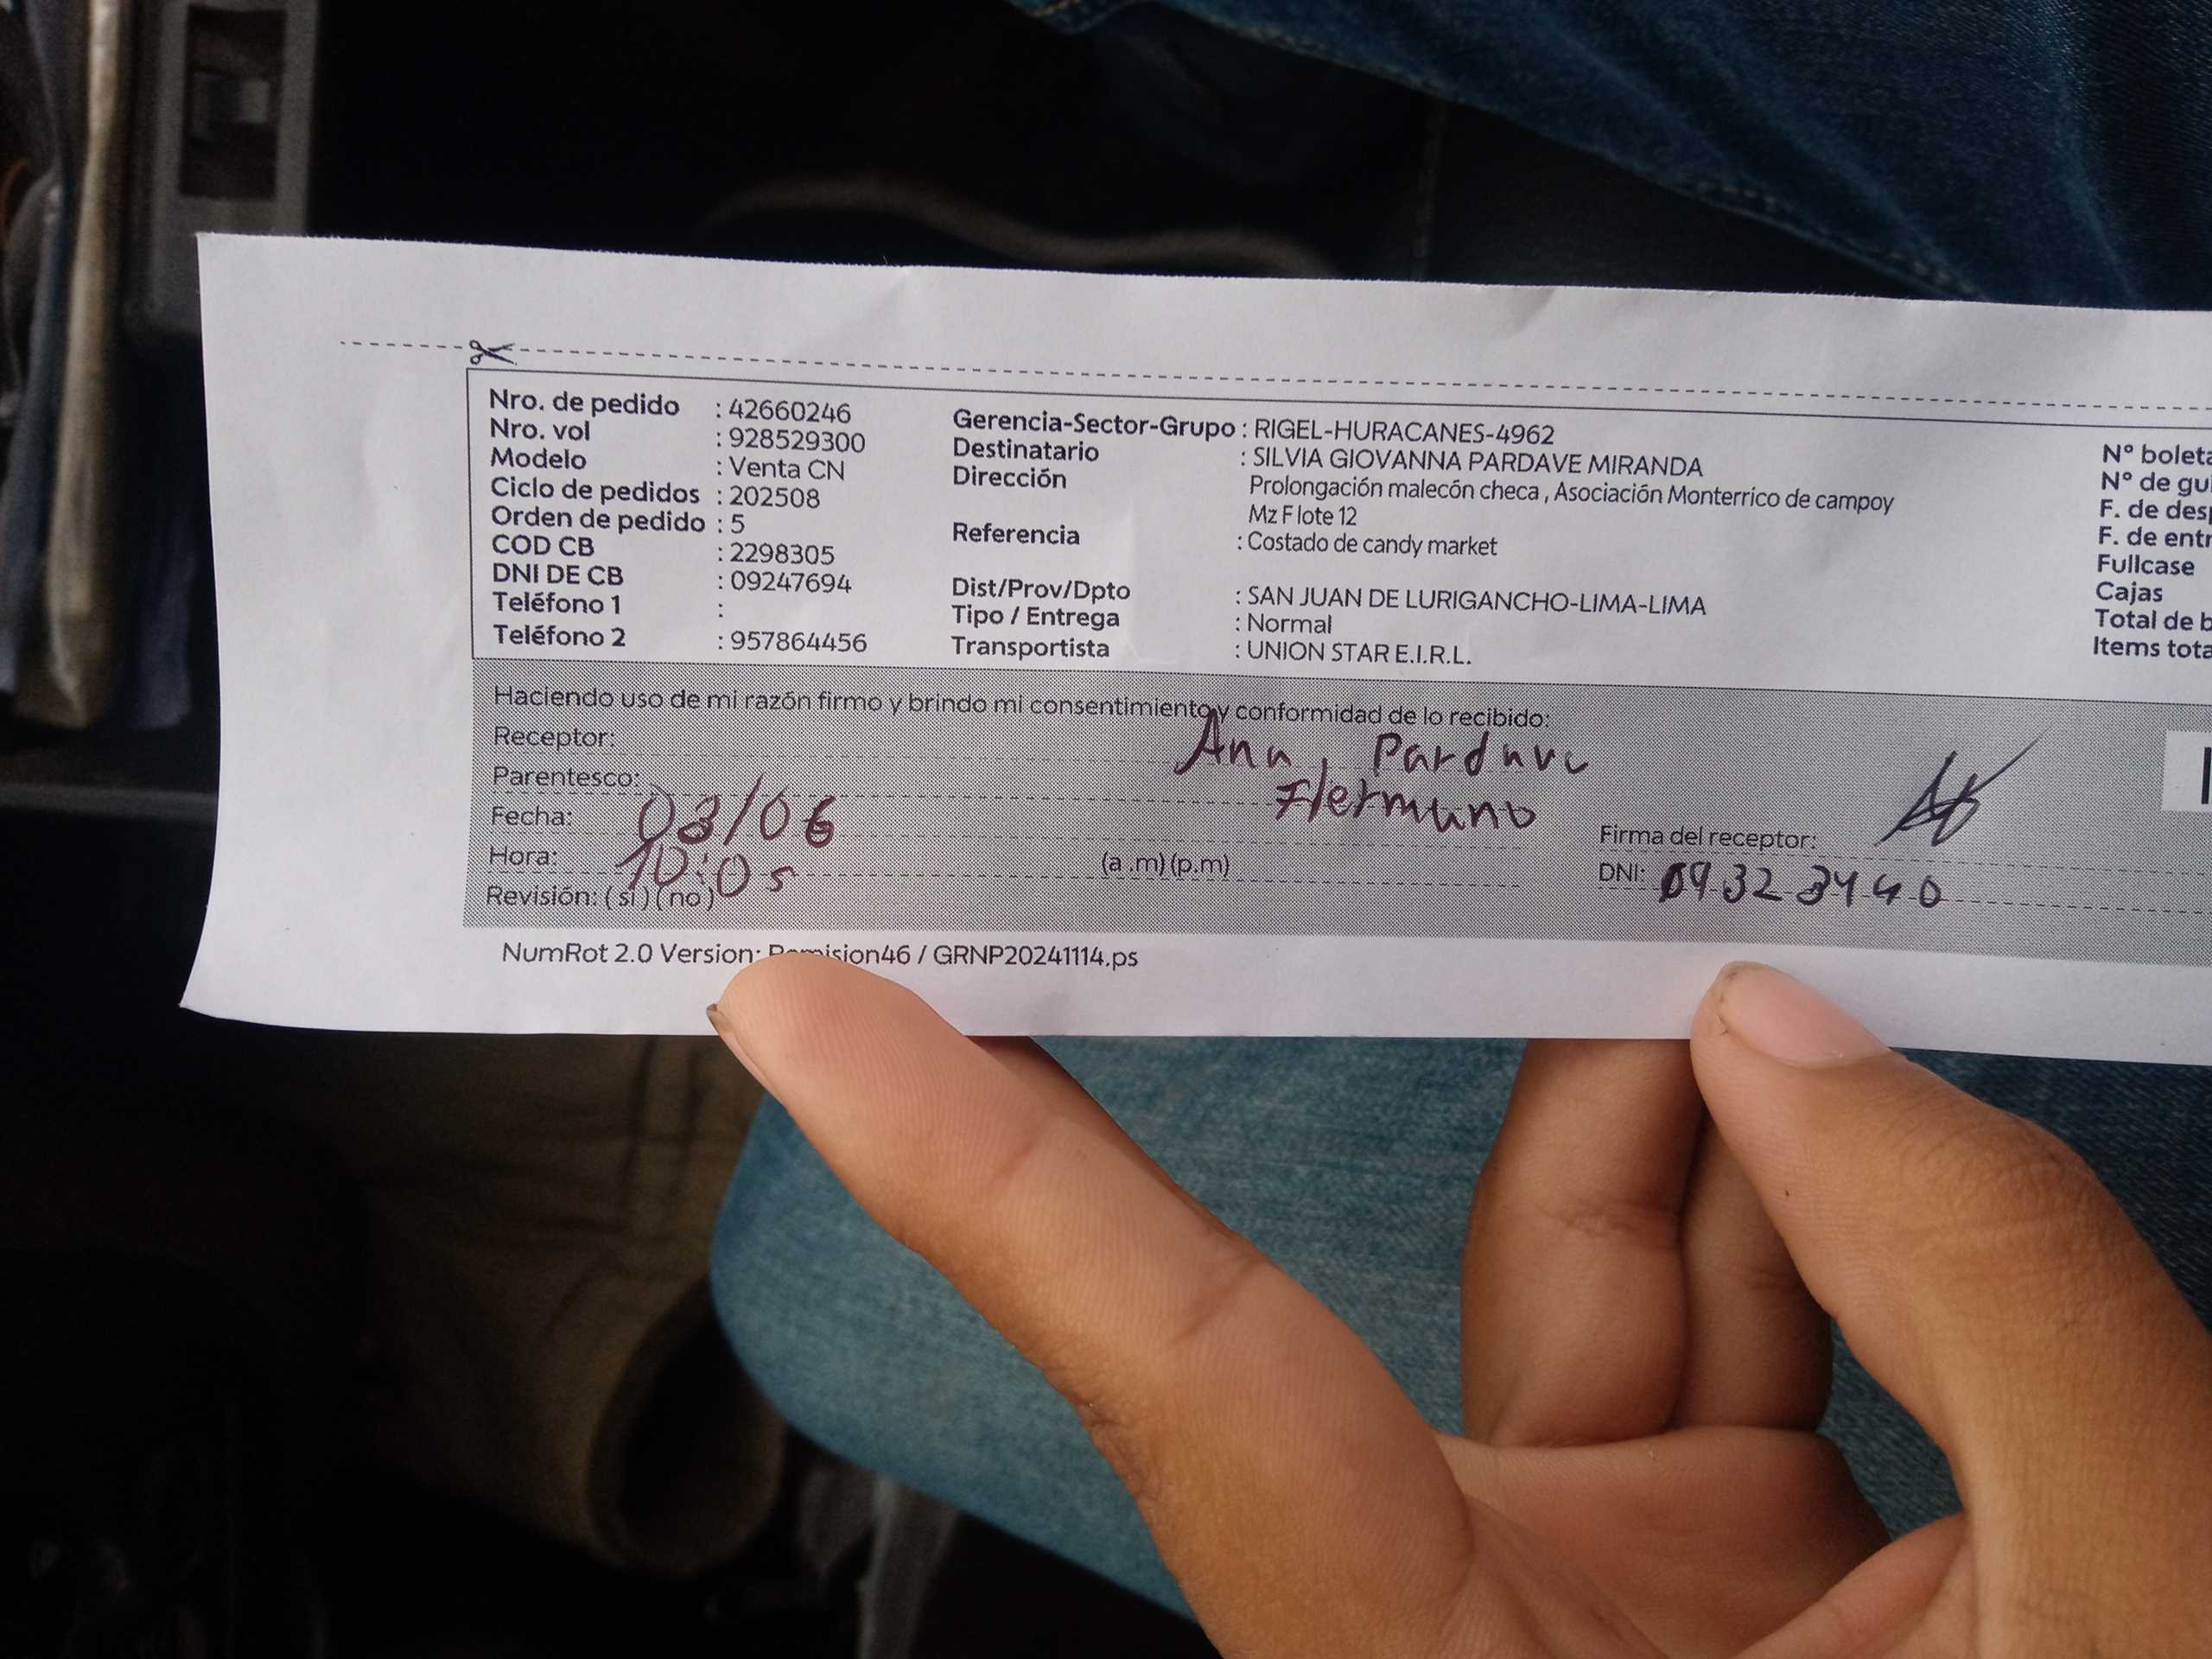 Nro. de pedido : 42660246
Nro. vol : 928529300
Modelo : Venta CN
Ciclo de pedidos : 202508
Orden de pedido : 5
COD CB : 2298305
DNI DE CB : 09247694
Teléfono 1 :
Teléfono 2 : 957864456
Gerencia-Sector-Grupo : RIGEL-HURACANES-4962
Destinatario : SILVIA GIOVANNA PARDAVE MIRANDA
Dirección Prolongación malecón checa , Asociación Monterrico de campoy
Mz F lote 12
Referencia : Costado de candy market
Dist/Prov/Dpto : SAN JUAN DE LURIGANCHO-LIMA-LIMA
Tipo / Entrega : Normal
Transportista : UNION STAR E.I.R.L.
N° boleta
N° de gui
F. de desp
F. de entr
Fullcase
Cajas
Total de b
Items tota
Haciendo uso de mi razón firmo y brindo mi consentimiento y conformidad de lo recibido:
Receptor: Ana Pardave
Parentesco: Hermano
Fecha: 03/06
Hora: 10:05 (a .m) (p.m)
Revisión: ( si ) ( no )
Firma del receptor:
DNI: 09323440
NumRot 2.0 Version: Remision46 / GRNP20241114.ps